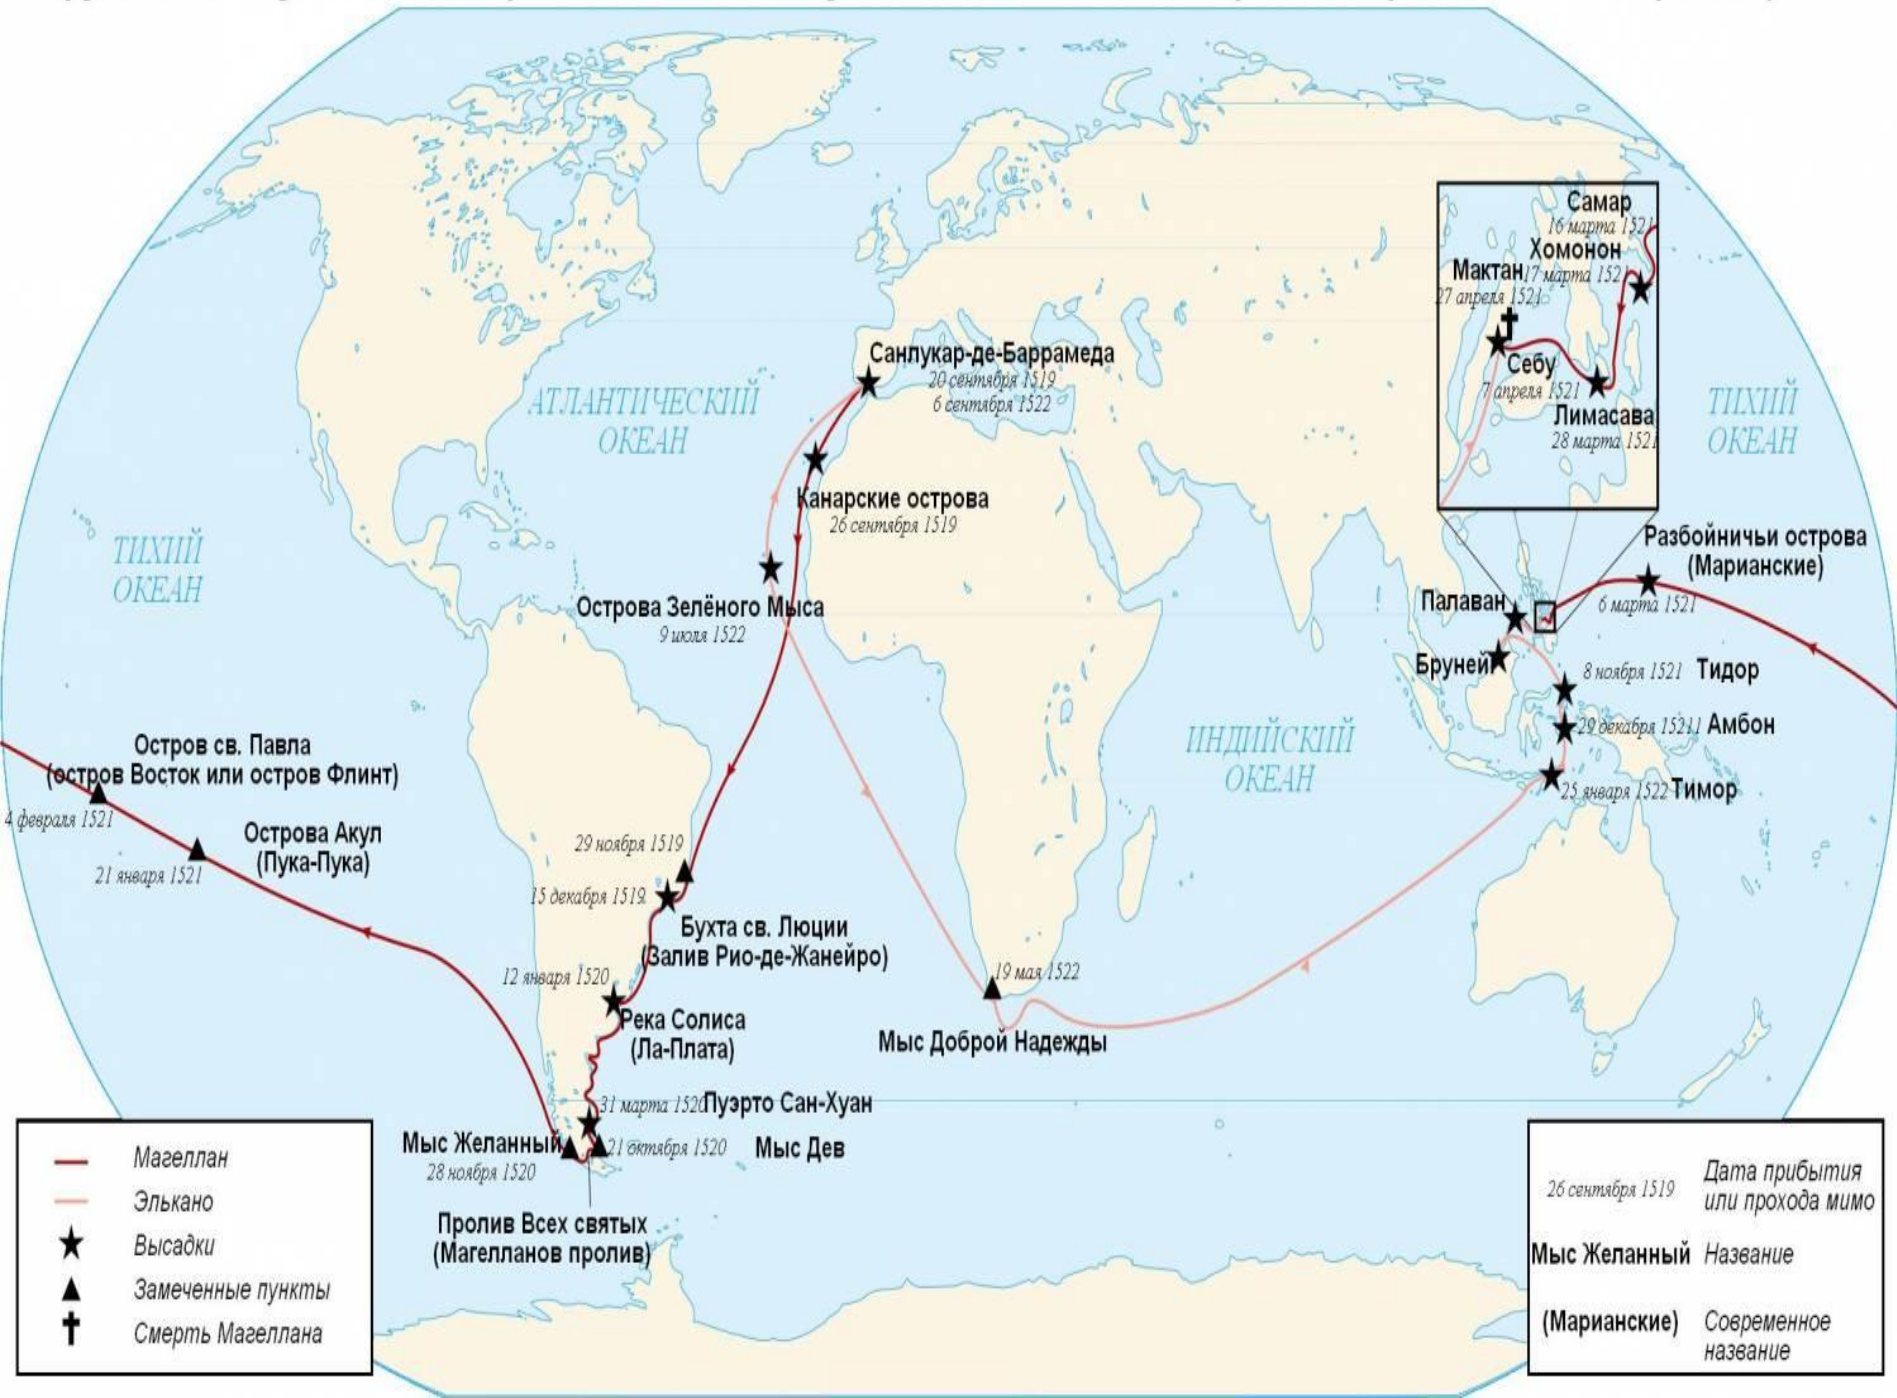 АТЛАНТИЧЕСКИЙ
ОКЕАН
ТИХИЙ
ОКЕАН
ТИХИЙ
ОКЕАН
ИНДИЙСКИЙ
ОКЕАН
Самар
16 марта 1521
Хомонон
17 марта 1521
Мактан
27 апреля 1521
Себу
7 апреля 1521
Лимасава
28 марта 1521
Санлукар-де-Баррамеда
20 сентября 1519
6 сентября 1522
Канарские острова
26 сентября 1519
Острова Зелёного Мыса
9 июля 1522
Разбойничьи острова
(Марианские)
6 марта 1521
Палаван
Бруней
8 ноября 1521 Тидор
29 декабря 15211 Амбон
25 января 1522 Тимор
Остров св. Павла
(остров Восток или остров Флинт)
4 февраля 1521
Острова Акул
(Пука-Пука)
21 января 1521
29 ноября 1519
15 декабря 1519
Бухта св. Люции
(Залив Рио-де-Жанейро)
12 января 1520
Река Солиса
(Ла-Плата)
19 мая 1522
Мыс Доброй Надежды
31 марта 1520 Пуэрто Сан-Хуан
21 октября 1520 Мыс Дев
Мыс Желанный
28 ноября 1520
Пролив Всех святых
(Магелланов пролив)
Магеллан
Элькано
Высадки
Замеченные пункты
Смерть Магеллана
26 сентября 1519 Дата прибытия
или прохода мимо
Мыс Желанный Название
(Марианские) Современное
название